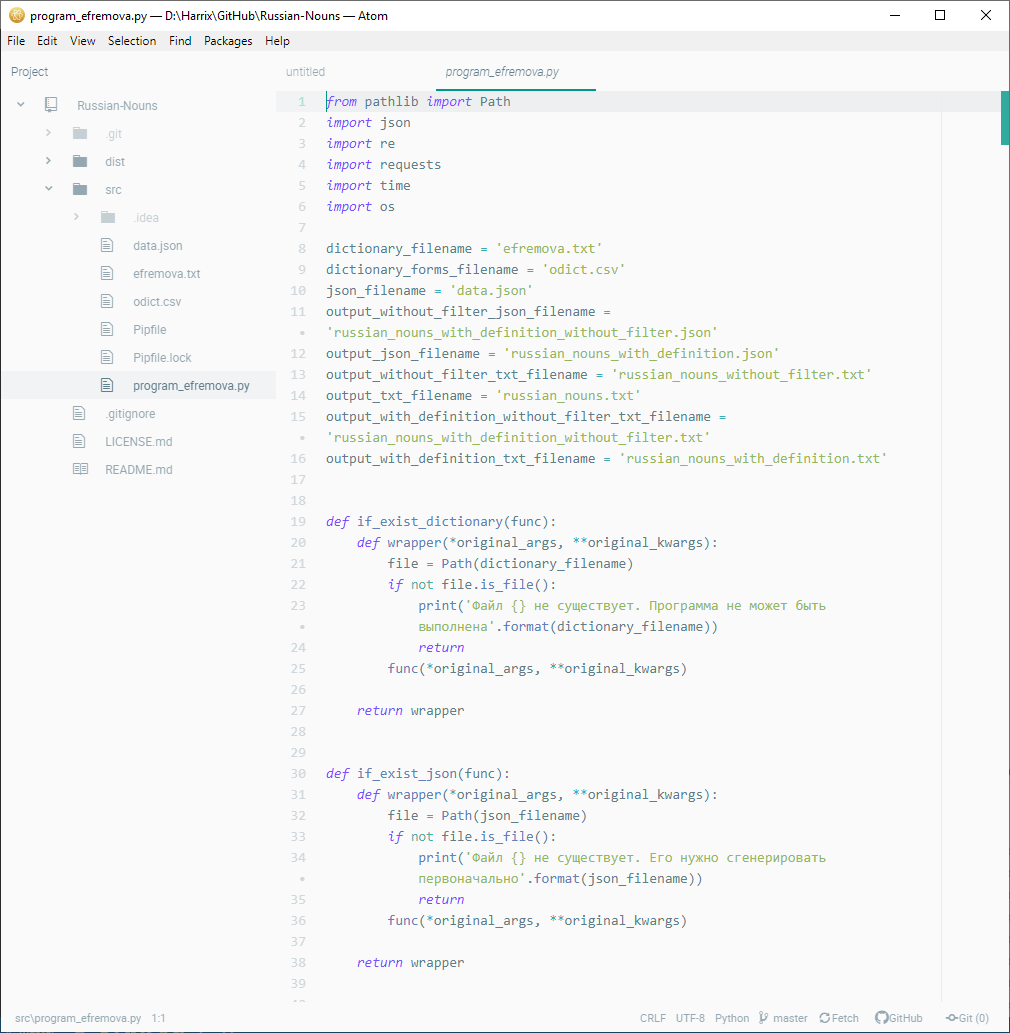 program_efremova.py — D:\Harrix\GitHub\Russian-Nouns — Atom
File Edit View Selection Find Packages Help
Project
Russian-Nouns
.git
dist
src
.idea
data.json
efremova.txt
odict.csv
Pipfile
Pipfile.lock
program_efremova.py
.gitignore
LICENSE.md
README.md
untitled program_efremova.py
1 from pathlib import Path
2 import json
3 import re
4 import requests
5 import time
6 import os
7
8 dictionary_filename = 'efremova.txt'
9 dictionary_forms_filename = 'odict.csv'
10 json_filename = 'data.json'
11 output_without_filter_json_filename =
• 'russian_nouns_with_definition_without_filter.json'
12 output_json_filename = 'russian_nouns_with_definition.json'
13 output_without_filter_txt_filename = 'russian_nouns_without_filter.txt'
14 output_txt_filename = 'russian_nouns.txt'
15 output_with_definition_without_filter_txt_filename =
• 'russian_nouns_with_definition_without_filter.txt'
16 output_with_definition_txt_filename = 'russian_nouns_with_definition.txt'
17
18
19 def if_exist_dictionary(func):
20     def wrapper(*original_args, **original_kwargs):
21         file = Path(dictionary_filename)
22         if not file.is_file():
23             print('Файл {} не существует. Программа не может быть
•             выполнена'.format(dictionary_filename))
24             return
25         func(*original_args, **original_kwargs)
26
27     return wrapper
28
29
30 def if_exist_json(func):
31     def wrapper(*original_args, **original_kwargs):
32         file = Path(json_filename)
33         if not file.is_file():
34             print('Файл {} не существует. Его нужно сгенерировать
•             первоначально'.format(json_filename))
35             return
36         func(*original_args, **original_kwargs)
37
38     return wrapper
39
src\program_efremova.py 1:1 CRLF UTF-8 Python master Fetch GitHub Git (0)